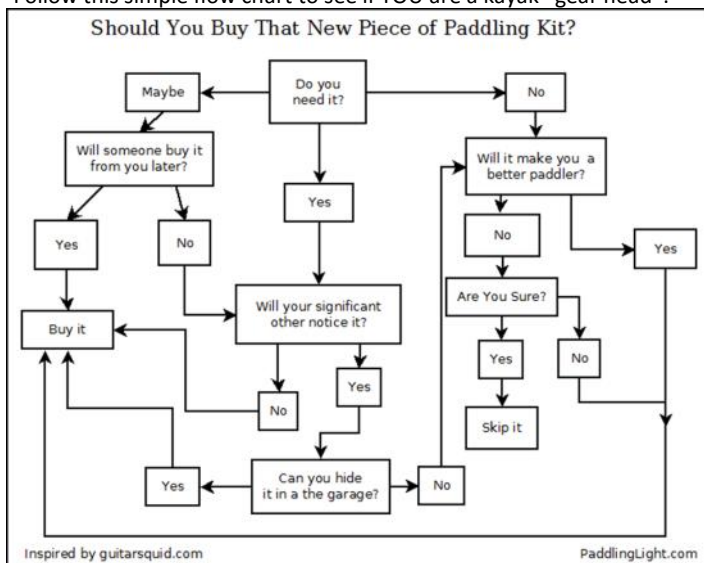 Follow this simple flow chart to see if YOU are a kayak "gear head".
Should You Buy That New Piece of Paddling Kit?
Maybe
Do you
need it?
No
Will someone buy it
from you later?
Will it make you a
better paddler?
Yes
Yes
No
No
Yes
Will your significant
other notice it?
Are You Sure?
Buy it
Yes
No
Yes
No
Skip it
Can you hide
it in a the garage?
Yes
No
Inspired by guitarsquid.com
PaddlingLight.com